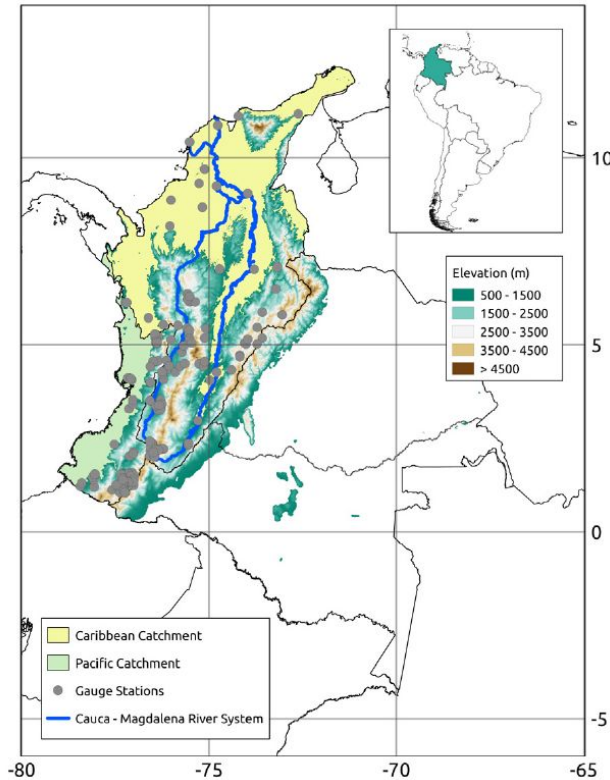 10
Elevation (m)
500 - 1500
1500 - 2500
2500 - 3500
3500 - 4500
> 4500
5
0
Caribbean Catchment
Pacific Catchment
Gauge Stations
Cauca - Magdalena River System
-5
-80
-75
-70
-65